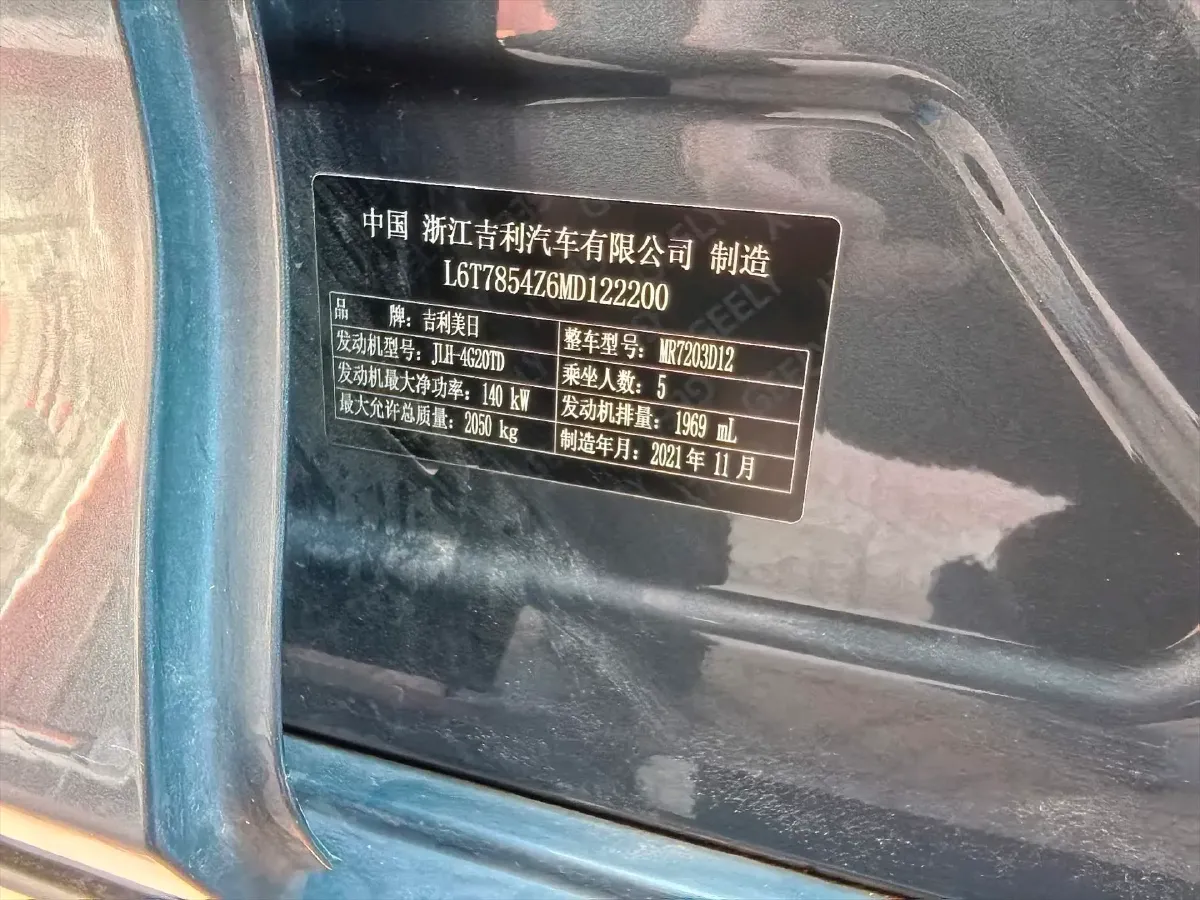 中国 浙江吉利汽车有限公司 制造
L6T7854Z6MD122200
品 牌：吉利美日 整车型号：MR7203D12
发动机型号：JLH-4G20TD 乘坐人数：5
发动机最大净功率：140 kW 发动机排量：1969 mL
最大允许总质量：2050 kg 制造年月：2021年11月
GEELY
GEELY